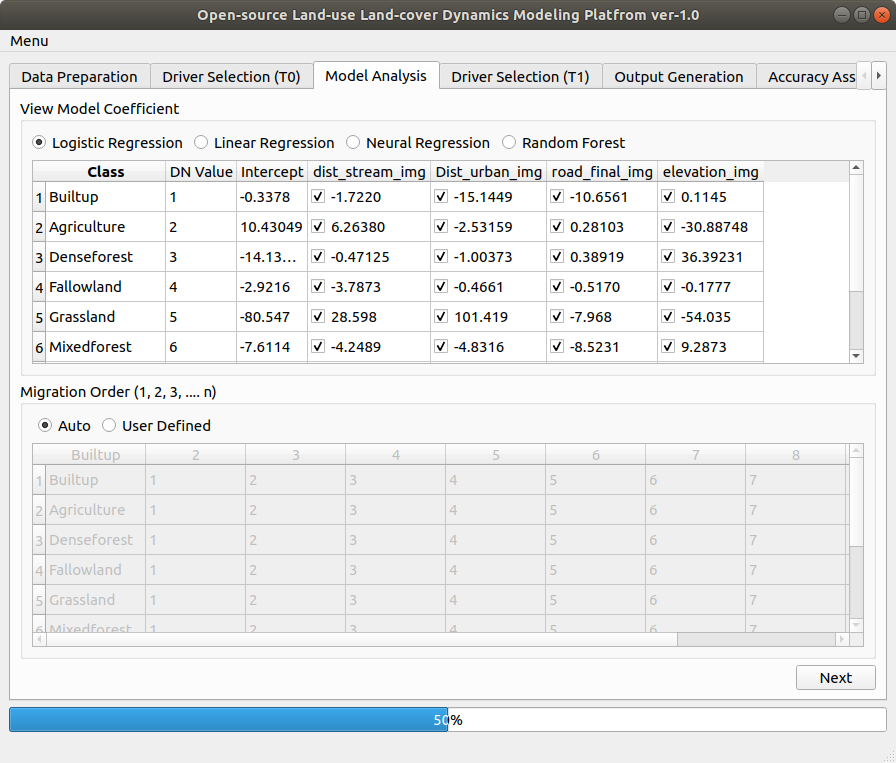 Open-source Land-use Land-cover Dynamics Modeling Platfrom ver-1.0
Menu
Data Preparation Driver Selection (T0) Model Analysis Driver Selection (T1) Output Generation Accuracy Ass
View Model Coefficient
Logistic Regression Linear Regression Neural Regression Random Forest
Class DN Value Intercept dist_stream_img Dist_urban_img road_final_img elevation_img
1 Builtup 1 -0.3378 -1.7220 -15.1449 -10.6561 0.1145
2 Agriculture 2 10.43049 6.26380 -2.53159 0.28103 -30.88748
3 Denseforest 3 -14.13... -0.47125 -1.00373 0.38919 36.39231
4 Fallowland 4 -2.9216 -3.7873 -0.4661 -0.5170 -0.1777
5 Grassland 5 -80.547 28.598 101.419 -7.968 -54.035
6 Mixedforest 6 -7.6114 -4.2489 -4.8316 -8.5231 9.2873
Migration Order (1, 2, 3, .... n)
Auto User Defined
Builtup 2 3 4 5 6 7 8
1 Builtup 1 2 3 4 5 6 7
2 Agriculture 1 2 3 4 5 6 7
3 Denseforest 1 2 3 4 5 6 7
4 Fallowland 1 2 3 4 5 6 7
5 Grassland 1 2 3 4 5 6 7
6 Mixedforest 1 2 3 4 5 6 7
Next
50%